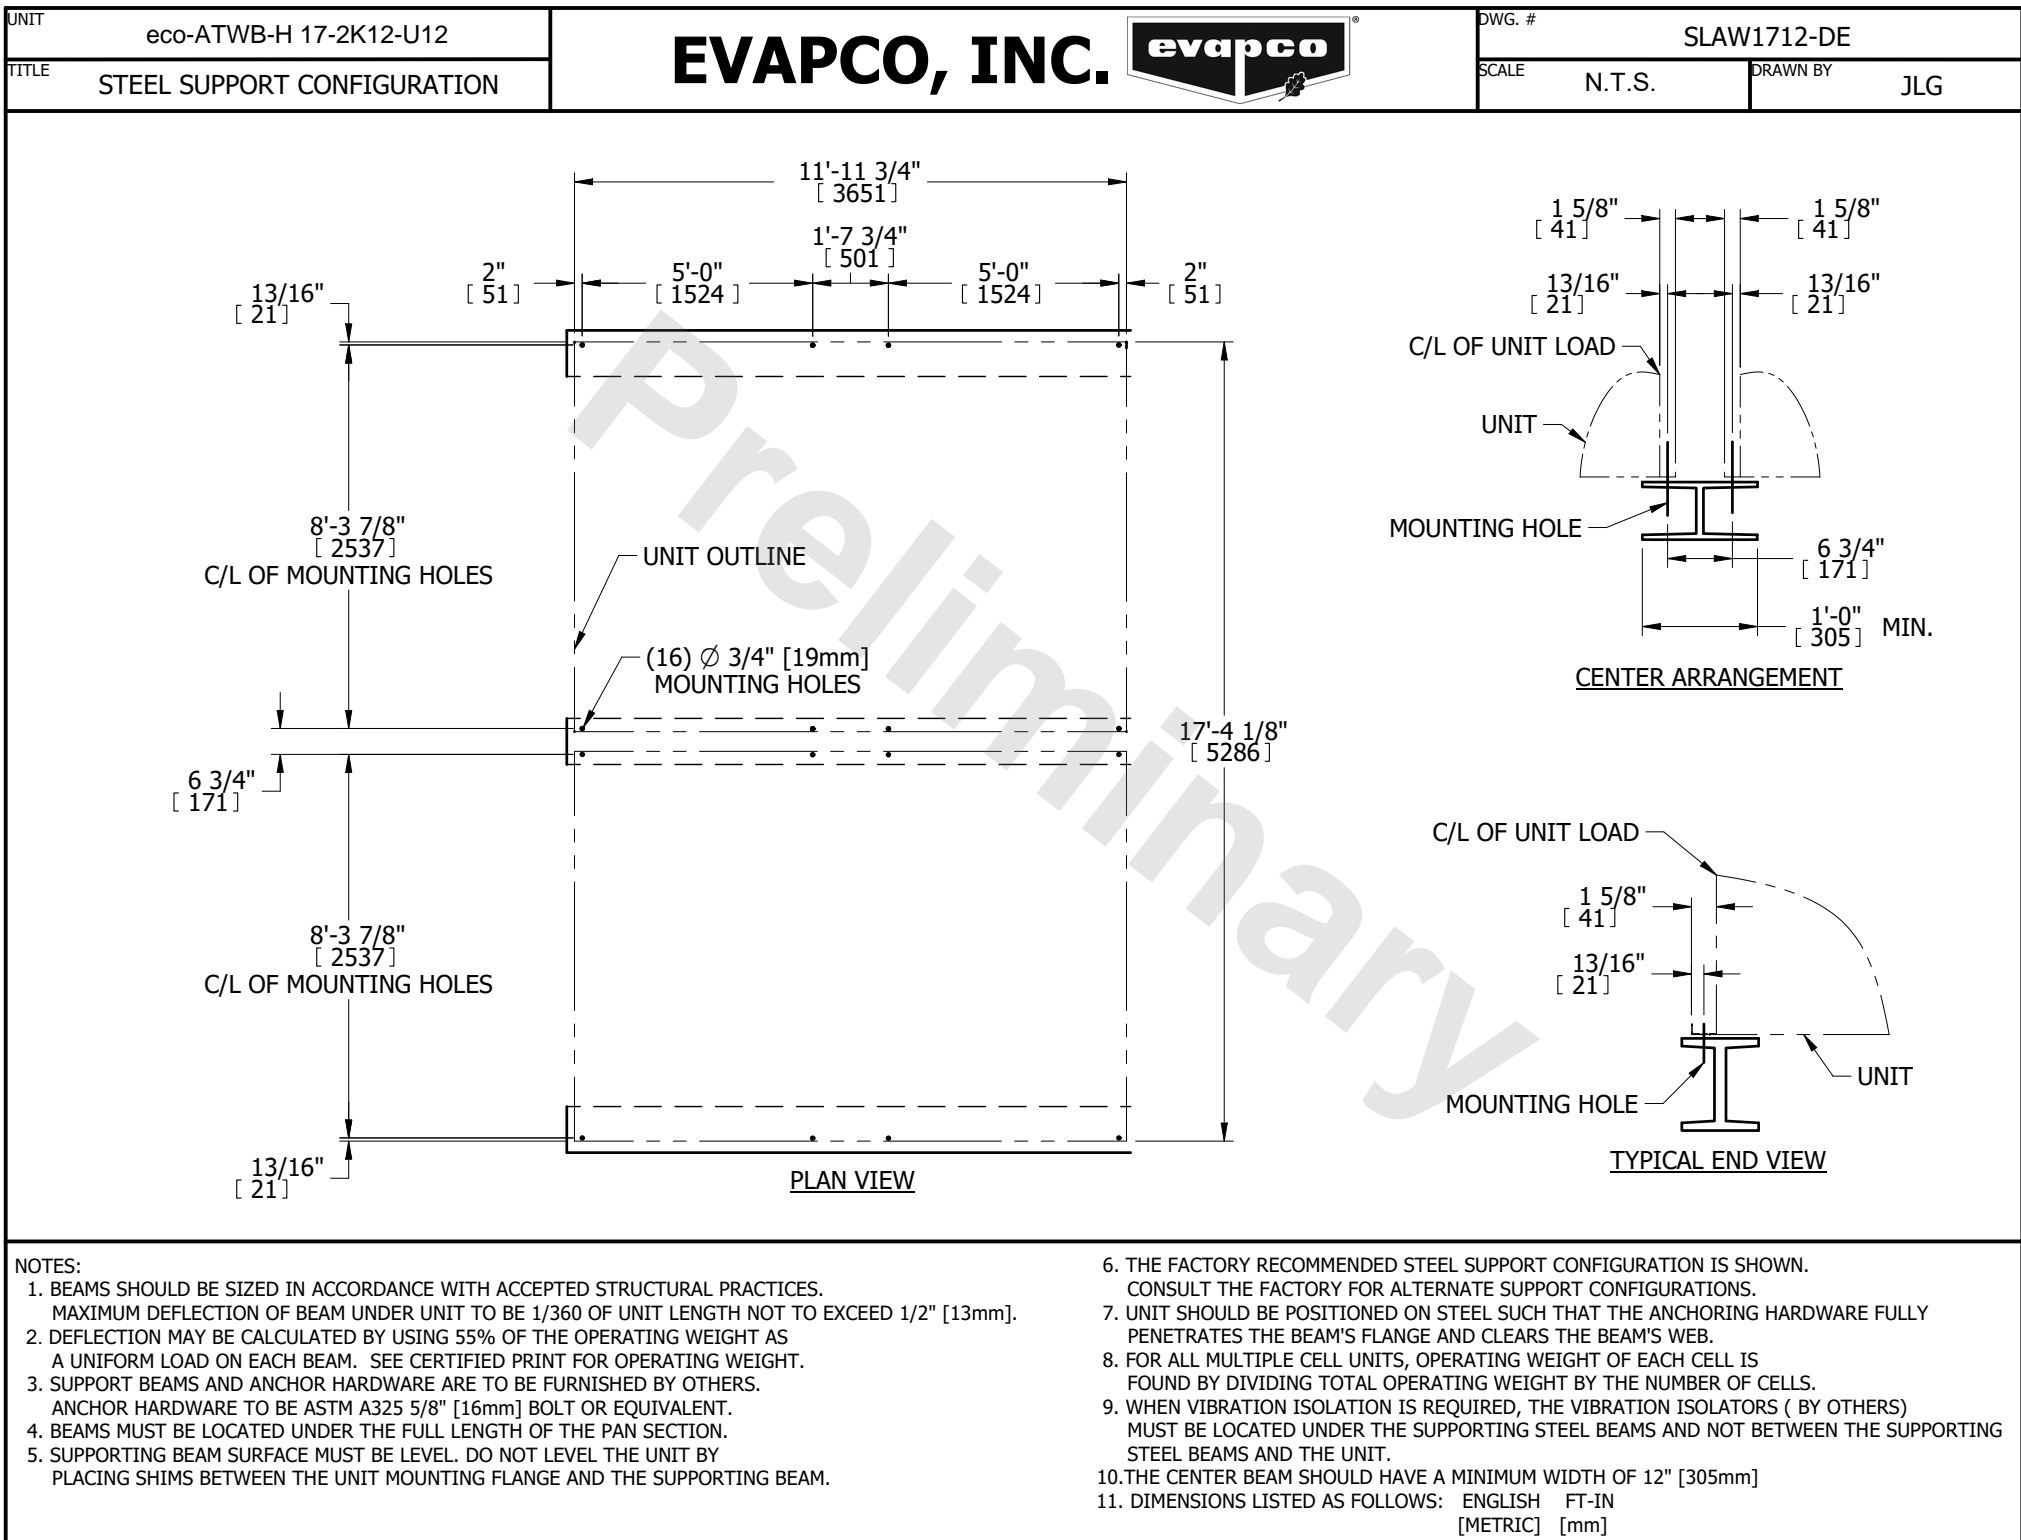 UNIT
eco-ATWB-H 17-2K12-U12
TITLE
STEEL SUPPORT CONFIGURATION
EVAPCO, INC.
evapco
®
DWG. #
SLAW1712-DE
SCALE
N.T.S.
DRAWN BY
JLG
11'-11 3/4"
[ 3651]
1'-7 3/4"
[ 501 ]
2"
[ 51]
5'-0"
[ 1524 ]
5'-0"
[ 1524]
2"
[ 51]
13/16"
[ 21]
8'-3 7/8"
[ 2537]
C/L OF MOUNTING HOLES
UNIT OUTLINE
(16) Ø 3/4" [19mm]
MOUNTING HOLES
6 3/4"
[ 171]
17'-4 1/8"
[ 5286]
8'-3 7/8"
[ 2537]
C/L OF MOUNTING HOLES
13/16"
[ 21]
PLAN VIEW
Preliminary
1 5/8"
[ 41]
1 5/8"
[ 41]
13/16"
[ 21]
13/16"
[ 21]
C/L OF UNIT LOAD
UNIT
MOUNTING HOLE
6 3/4"
[ 171]
1'-0"
[ 305] MIN.
CENTER ARRANGEMENT
C/L OF UNIT LOAD
1 5/8"
[ 41]
13/16"
[ 21]
UNIT
MOUNTING HOLE
TYPICAL END VIEW
NOTES:
1. BEAMS SHOULD BE SIZED IN ACCORDANCE WITH ACCEPTED STRUCTURAL PRACTICES.
MAXIMUM DEFLECTION OF BEAM UNDER UNIT TO BE 1/360 OF UNIT LENGTH NOT TO EXCEED 1/2" [13mm].
2. DEFLECTION MAY BE CALCULATED BY USING 55% OF THE OPERATING WEIGHT AS
A UNIFORM LOAD ON EACH BEAM. SEE CERTIFIED PRINT FOR OPERATING WEIGHT.
3. SUPPORT BEAMS AND ANCHOR HARDWARE ARE TO BE FURNISHED BY OTHERS.
ANCHOR HARDWARE TO BE ASTM A325 5/8" [16mm] BOLT OR EQUIVALENT.
4. BEAMS MUST BE LOCATED UNDER THE FULL LENGTH OF THE PAN SECTION.
5. SUPPORTING BEAM SURFACE MUST BE LEVEL. DO NOT LEVEL THE UNIT BY
PLACING SHIMS BETWEEN THE UNIT MOUNTING FLANGE AND THE SUPPORTING BEAM.
6. THE FACTORY RECOMMENDED STEEL SUPPORT CONFIGURATION IS SHOWN.
CONSULT THE FACTORY FOR ALTERNATE SUPPORT CONFIGURATIONS.
7. UNIT SHOULD BE POSITIONED ON STEEL SUCH THAT THE ANCHORING HARDWARE FULLY
PENETRATES THE BEAM'S FLANGE AND CLEARS THE BEAM'S WEB.
8. FOR ALL MULTIPLE CELL UNITS, OPERATING WEIGHT OF EACH CELL IS
FOUND BY DIVIDING TOTAL OPERATING WEIGHT BY THE NUMBER OF CELLS.
9. WHEN VIBRATION ISOLATION IS REQUIRED, THE VIBRATION ISOLATORS ( BY OTHERS)
MUST BE LOCATED UNDER THE SUPPORTING STEEL BEAMS AND NOT BETWEEN THE SUPPORTING
STEEL BEAMS AND THE UNIT.
10.THE CENTER BEAM SHOULD HAVE A MINIMUM WIDTH OF 12" [305mm]
11. DIMENSIONS LISTED AS FOLLOWS: ENGLISH FT-IN
[METRIC] [mm]